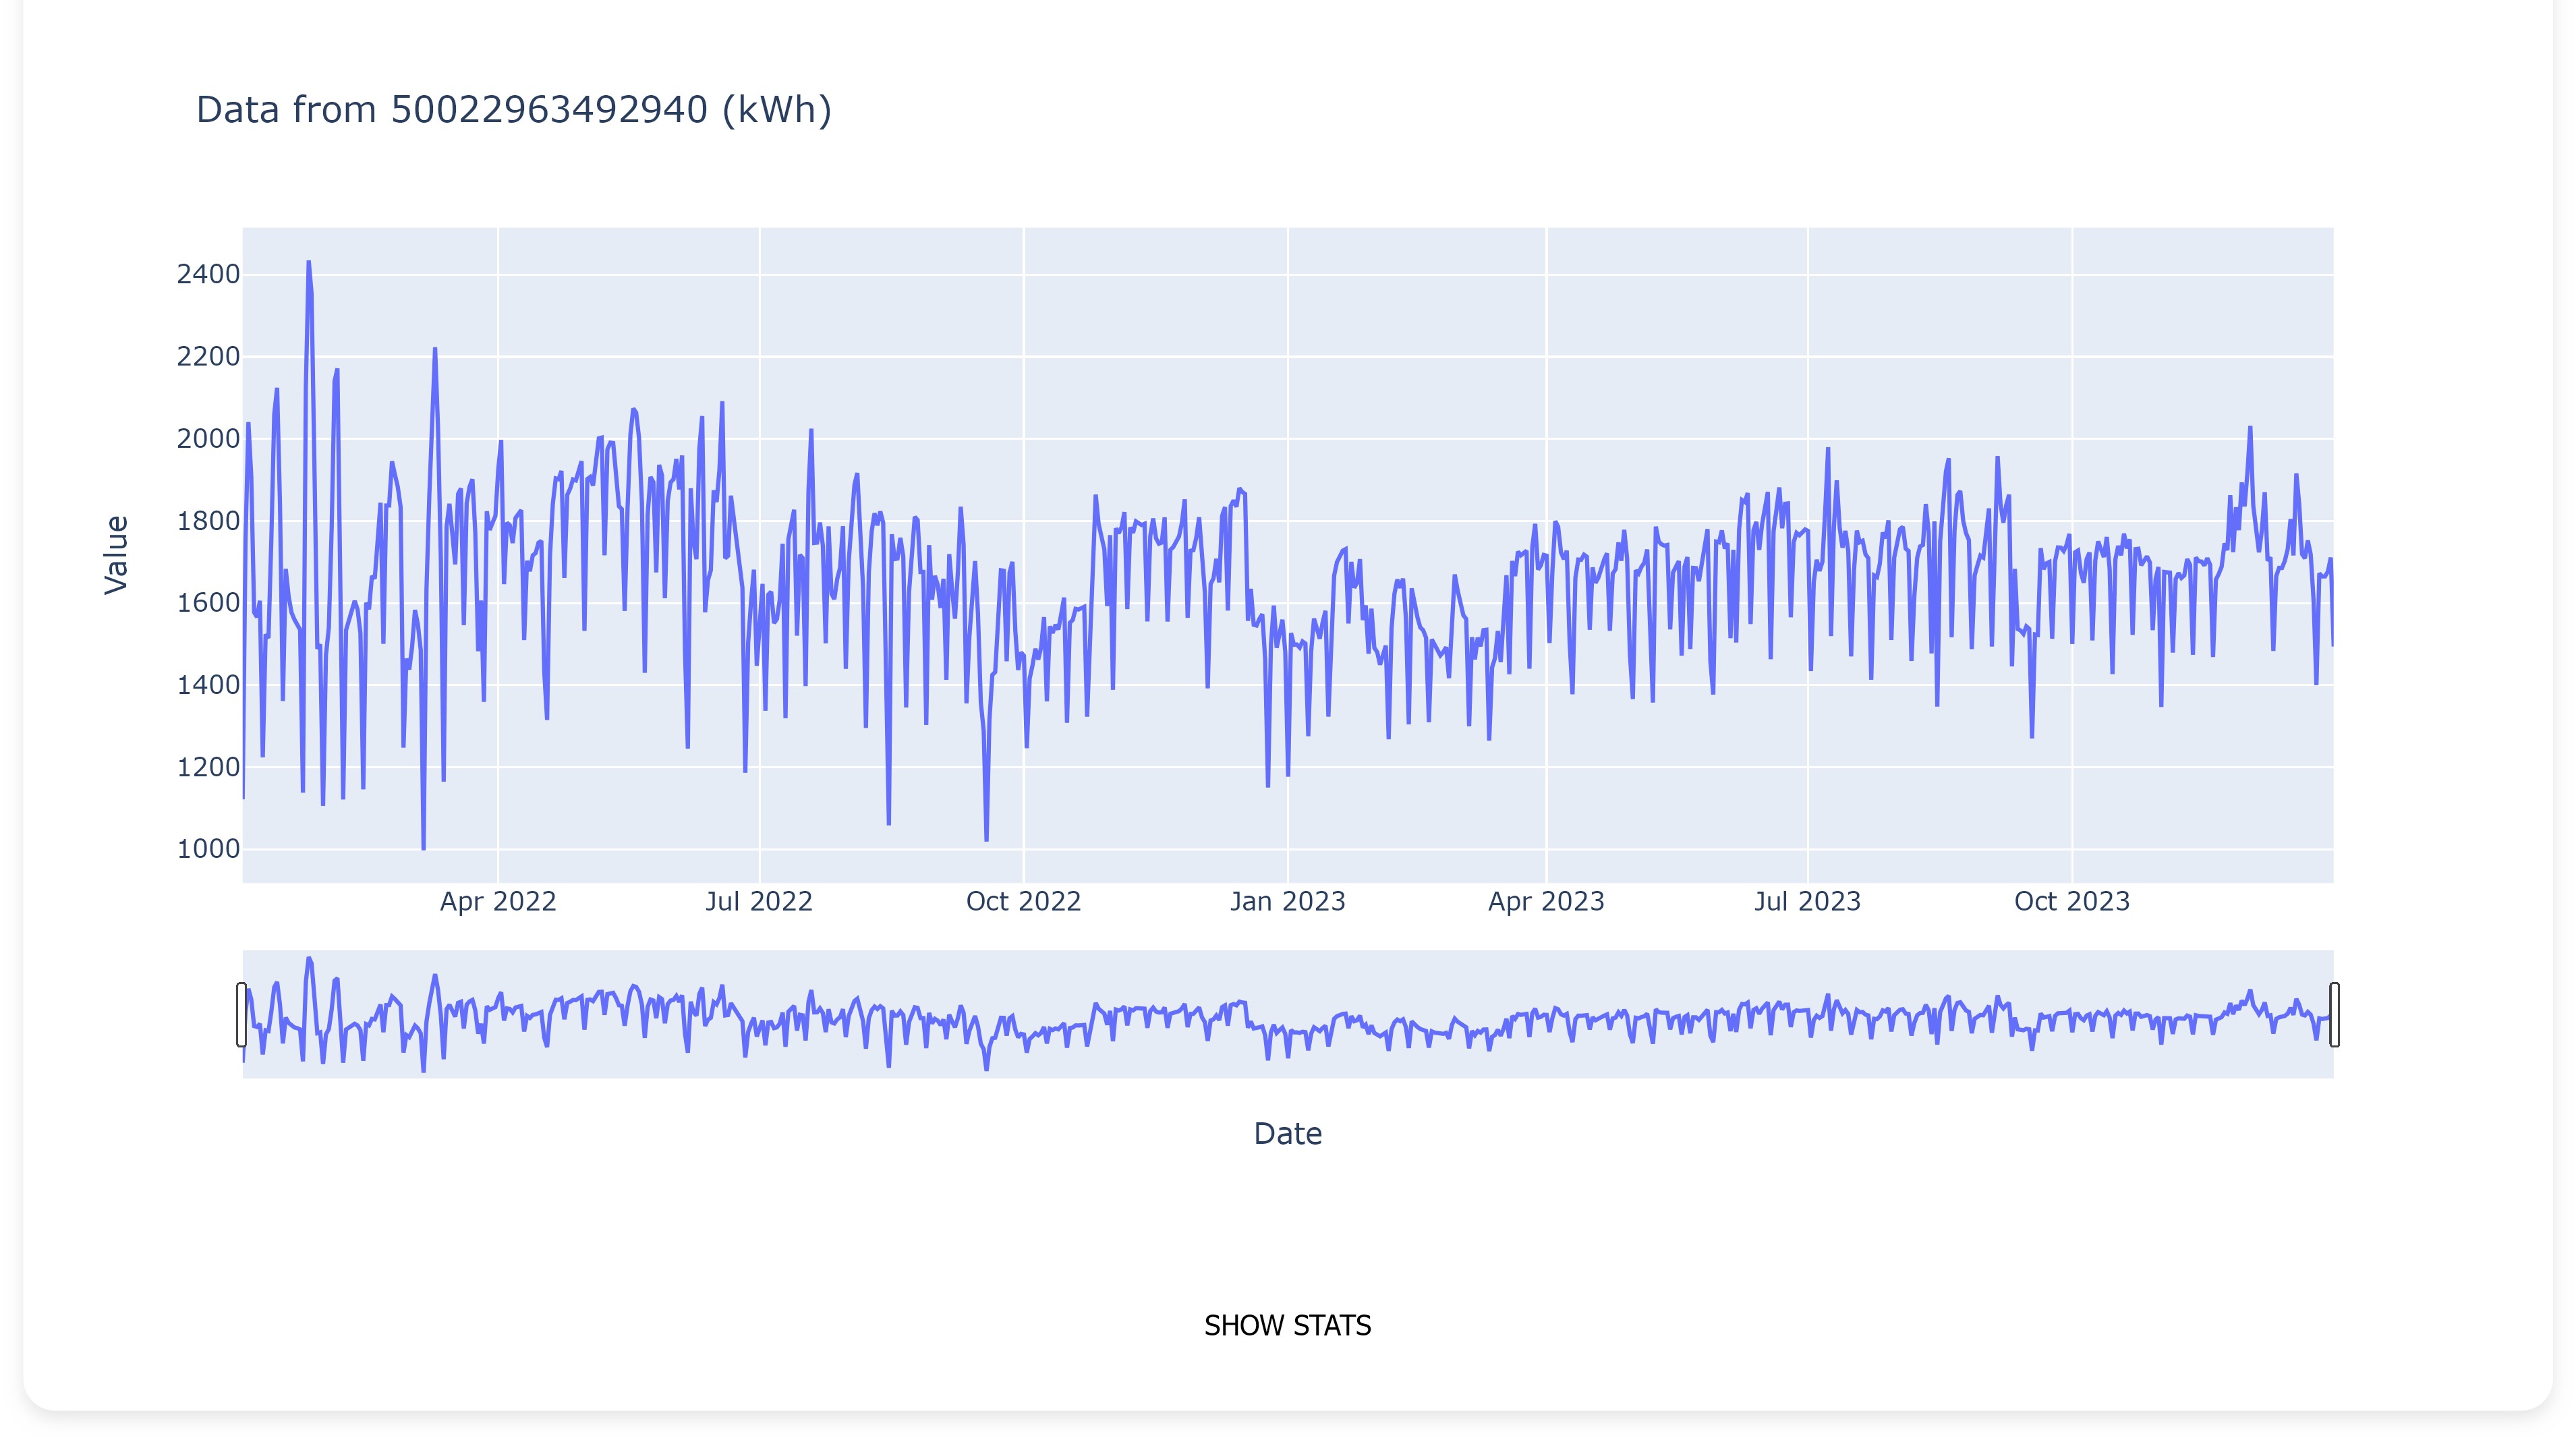 Data from 50022963492940 (kWh)
Value
2400
2200
2000
1800
1600
1400
1200
1000
Apr 2022
Jul 2022
Oct 2022
Jan 2023
Apr 2023
Jul 2023
Oct 2023
Date
SHOW STATS